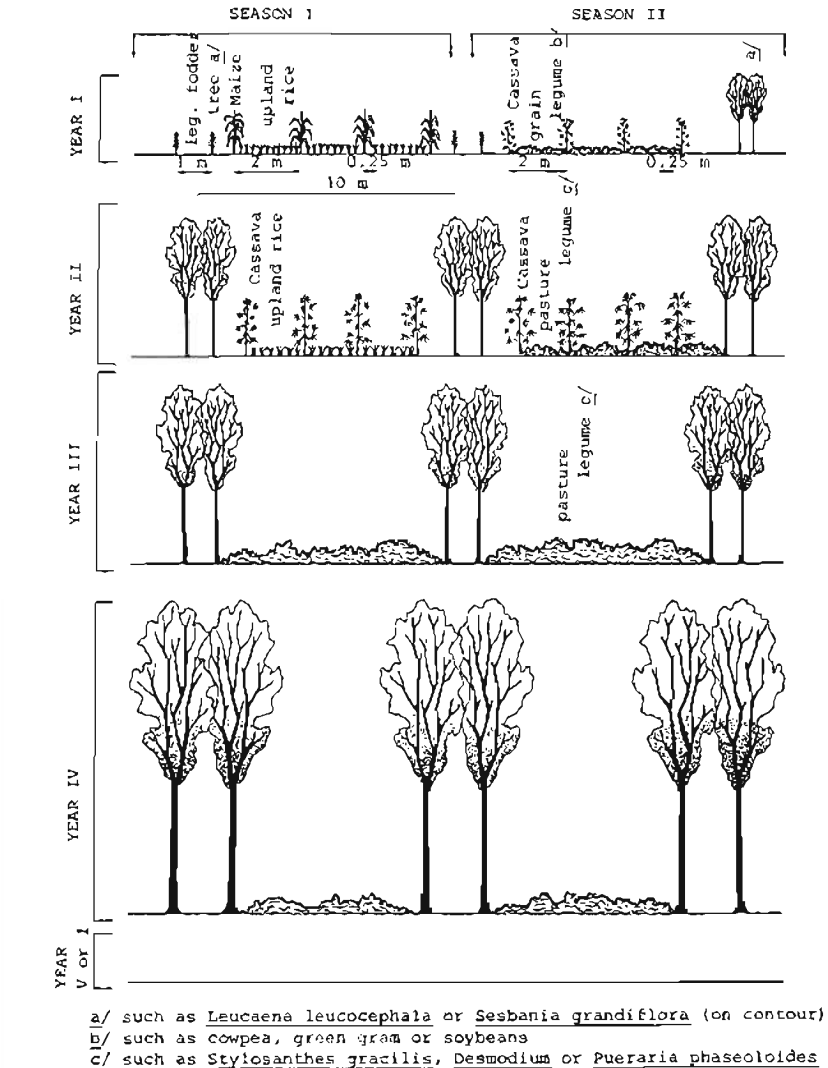 SEASON I
SEASON II
YEAR I
leg. fodder
tree a/
Maize
upland
rice
Cassava
grain
legume b/
a/
1 m
2 m
0.25 m
2 m
0.25 m
10 m
YEAR II
Cassava
upland rice
Cassava
pasture
legume c/
YEAR III
pasture
legume c/
YEAR IV
YEAR
V or 1
a/ such as Leucaena leucocephala or Sesbania grandiflora (on contour)
b/ such as cowpea, green gram or soybeans
c/ such as Stylosanthes gracilis, Desmodium or Pueraria phaseoloides